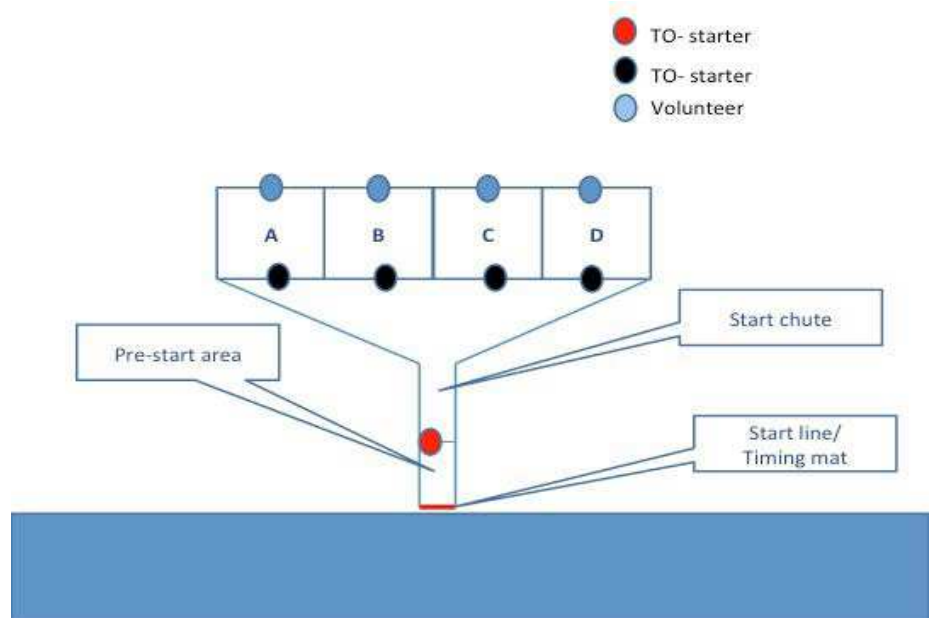 TO- starter
TO- starter
Volunteer
A B C D
Start chute
Pre-start area
Start line/
Timing mat